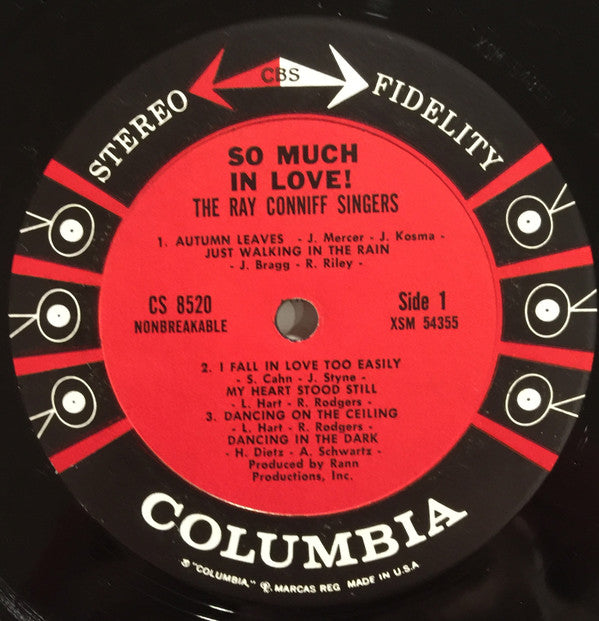 STEREO CBS FIDELITY
SO MUCH
IN LOVE!
THE RAY CONNIFF SINGERS
1. AUTUMN LEAVES - J. Mercer - J. Kosma -
JUST WALKING IN THE RAIN
- J. Bragg - R. Riley -
CS 8520
NONBREAKABLE
Side 1
XSM 54355
2. I FALL IN LOVE TOO EASILY
- S. Cahn - J. Styne -
MY HEART STOOD STILL
- L. Hart - R. Rodgers -
3. DANCING ON THE CEILING
- L. Hart - R. Rodgers -
DANCING IN THE DARK
- H. Dietz - A. Schwartz -
Produced by Rann
Productions, Inc.
COLUMBIA
® "COLUMBIA," MARCAS REG MADE IN U.S.A